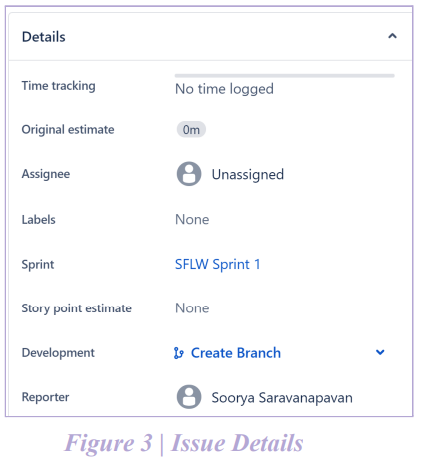 Details
Time tracking
No time logged
Original estimate 0m
Assignee Unassigned
Labels None
Sprint SFLW Sprint 1
Story point estimate None
Development Create Branch
Reporter Soorya Saravanapavan
Figure 3 | Issue Details